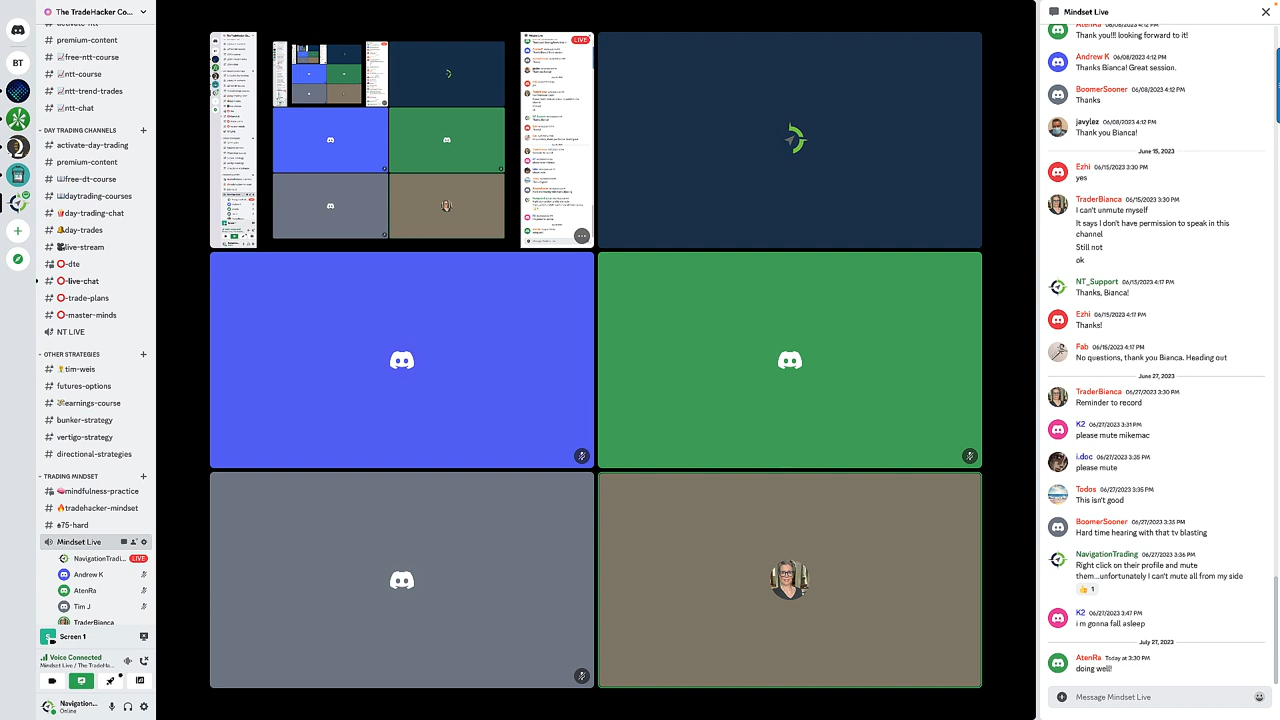 The TradeHacker Co...
premium-content
free-ntt-course
ntt-course
ntt-trends
ntt-chat
DAY TRADING CHANNELS
active-day-trading
premium-content
free-dt-course
daytrading-course
day-trading-chat
day-trades
live-stream
-dte
-live-chat
-trade-plans
-master-minds
NT LIVE
OTHER STRATEGIES
tim-weis
futures-options
earnings-course
bunker-strategy
vertigo-strategy
directional-strategies
TRADING MINDSET
mindfulness-practice
tradehacker-mindset
75-hard
Mindset Live
NavigationTradi... LIVE
Andrew K
AtenRa
Tim J
TraderBianca
Screen 1
Voice Connected
Mindset Live / The TradeHa...
Navigation...
Online
BT
LIVE
Mindset Live
AtenRa 06/08/2023 4:12 PM
Thank you!!! looking forward to it!
Andrew K 06/08/2023 4:12 PM
Thanks Bianca! Great session.
BoomerSooner 06/08/2023 4:12 PM
Thanks
javylez 06/08/2023 4:12 PM
Thank you Bianca!
June 15, 2023
Ezhi 06/15/2023 3:30 PM
yes
TraderBianca 06/15/2023 3:30 PM
I can't unmute myself
It says I don't have permission to speak in this
channel
Still not
ok
NT_Support 06/15/2023 4:17 PM
Thanks, Bianca!
Ezhi 06/15/2023 4:17 PM
Thanks!
Fab 06/15/2023 4:17 PM
No questions, thank you Bianca. Heading out
June 27, 2023
TraderBianca 06/27/2023 3:30 PM
Reminder to record
K2 06/27/2023 3:31 PM
please mute mikemac
i.doc 06/27/2023 3:35 PM
please mute
Todos 06/27/2023 3:35 PM
This isn't good
BoomerSooner 06/27/2023 3:35 PM
Hard time hearing with that tv blasting
NavigationTrading 06/27/2023 3:36 PM
Right click on their profile and mute
them...unfortunately I can't mute all from my side
1
K2 06/27/2023 3:47 PM
i m gonna fall asleep
July 27, 2023
AtenRa Today at 3:30 PM
doing well!
Message Mindset Live